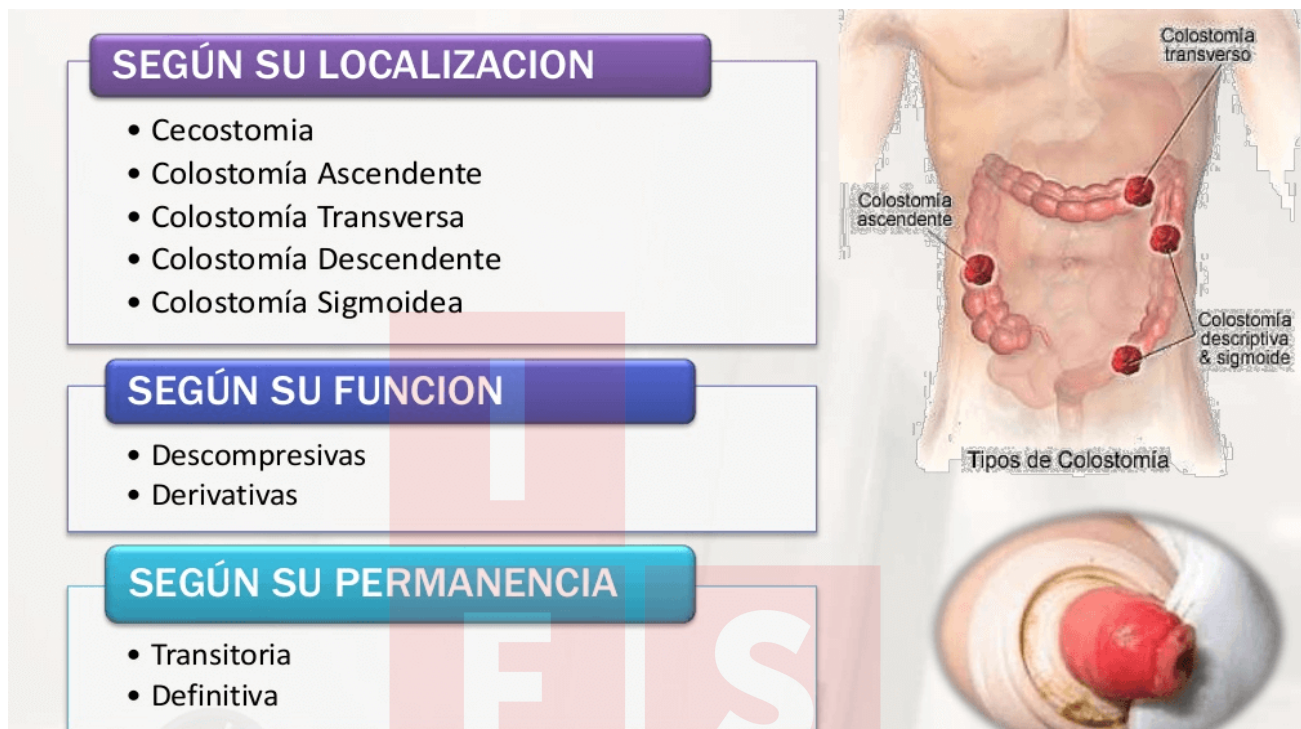 SEGÚN SU LOCALIZACION
• Cecostomia
• Colostomía Ascendente
• Colostomía Transversa
• Colostomía Descendente
• Colostomía Sigmoidea
SEGÚN SU FUNCION
• Descompresivas
• Derivativas
SEGÚN SU PERMANENCIA
• Transitoria
• Definitiva
Colostomía
transverso
Colostomía
ascendente
Colostomía
descriptiva
& sigmoide
Tipos de Colostomía
I
F S